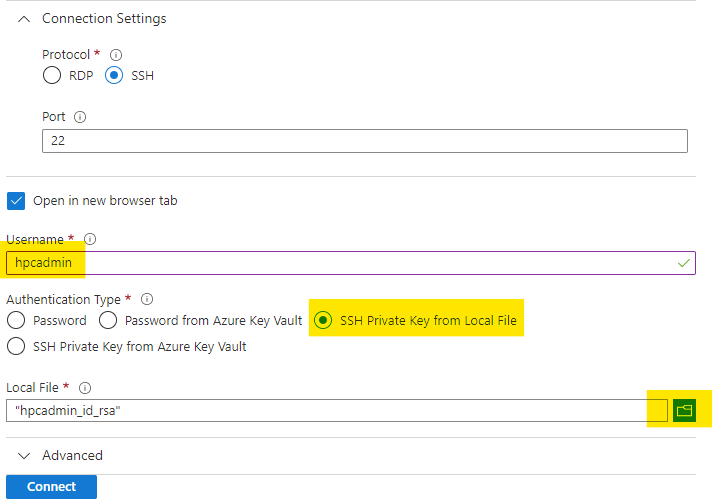 Connection Settings
Protocol *
RDP SSH
Port
22
Open in new browser tab
Username *
hpcadmin
Authentication Type *
Password Password from Azure Key Vault SSH Private Key from Local File
SSH Private Key from Azure Key Vault
Local File *
"hpcadmin_id_rsa"
Advanced
Connect